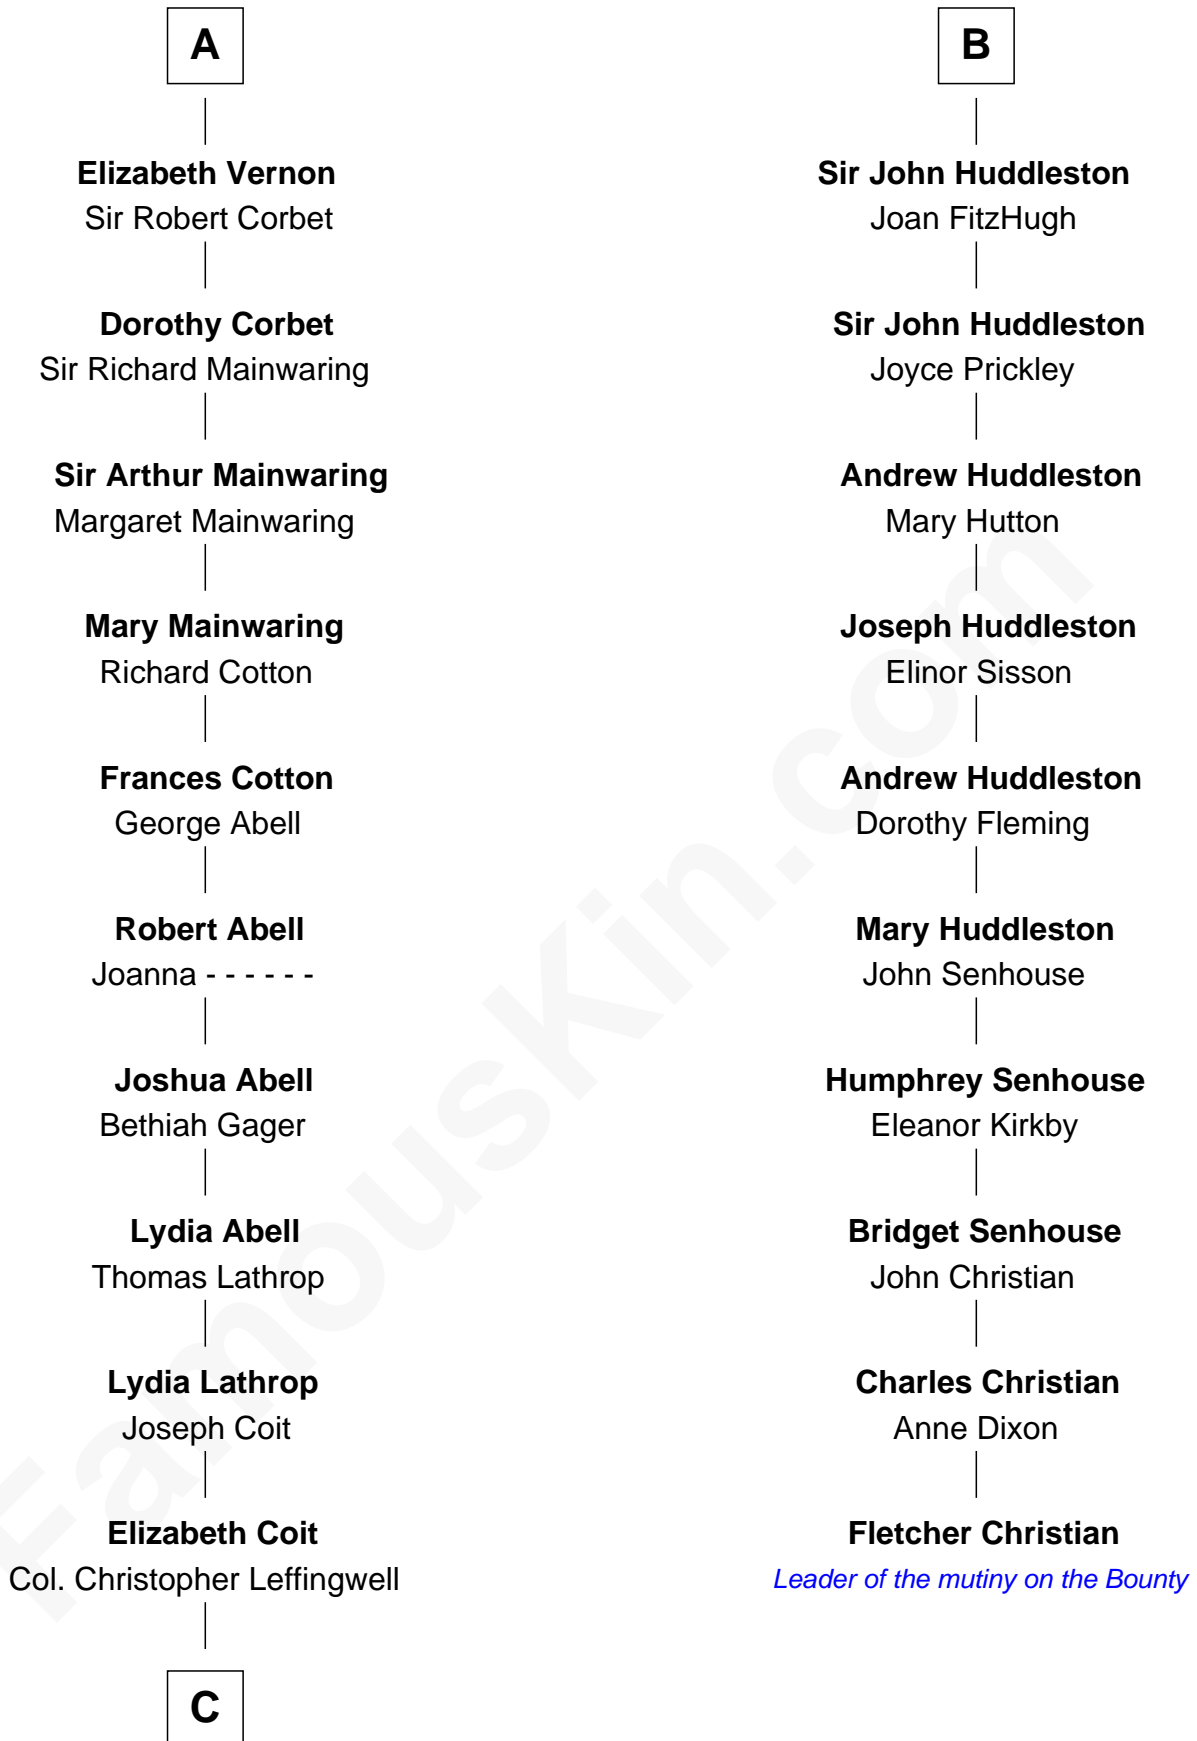 A
Elizabeth Vernon
Sir Robert Corbet
Dorothy Corbet
Sir Richard Mainwaring
Sir Arthur Mainwaring
Margaret Mainwaring
Mary Mainwaring
Richard Cotton
Frances Cotton
George Abell
Robert Abell
Joanna - - - - - -
Joshua Abell
Bethiah Gager
Lydia Abell
Thomas Lathrop
Lydia Lathrop
Joseph Coit
Elizabeth Coit
Col. Christopher Leffingwell
C
B
Sir John Huddleston
Joan FitzHugh
Sir John Huddleston
Joyce Prickley
Andrew Huddleston
Mary Hutton
Joseph Huddleston
Elinor Sisson
Andrew Huddleston
Dorothy Fleming
Mary Huddleston
John Senhouse
Humphrey Senhouse
Eleanor Kirkby
Bridget Senhouse
John Christian
Charles Christian
Anne Dixon
Fletcher Christian
Leader of the mutiny on the Bounty
FamousKin.com